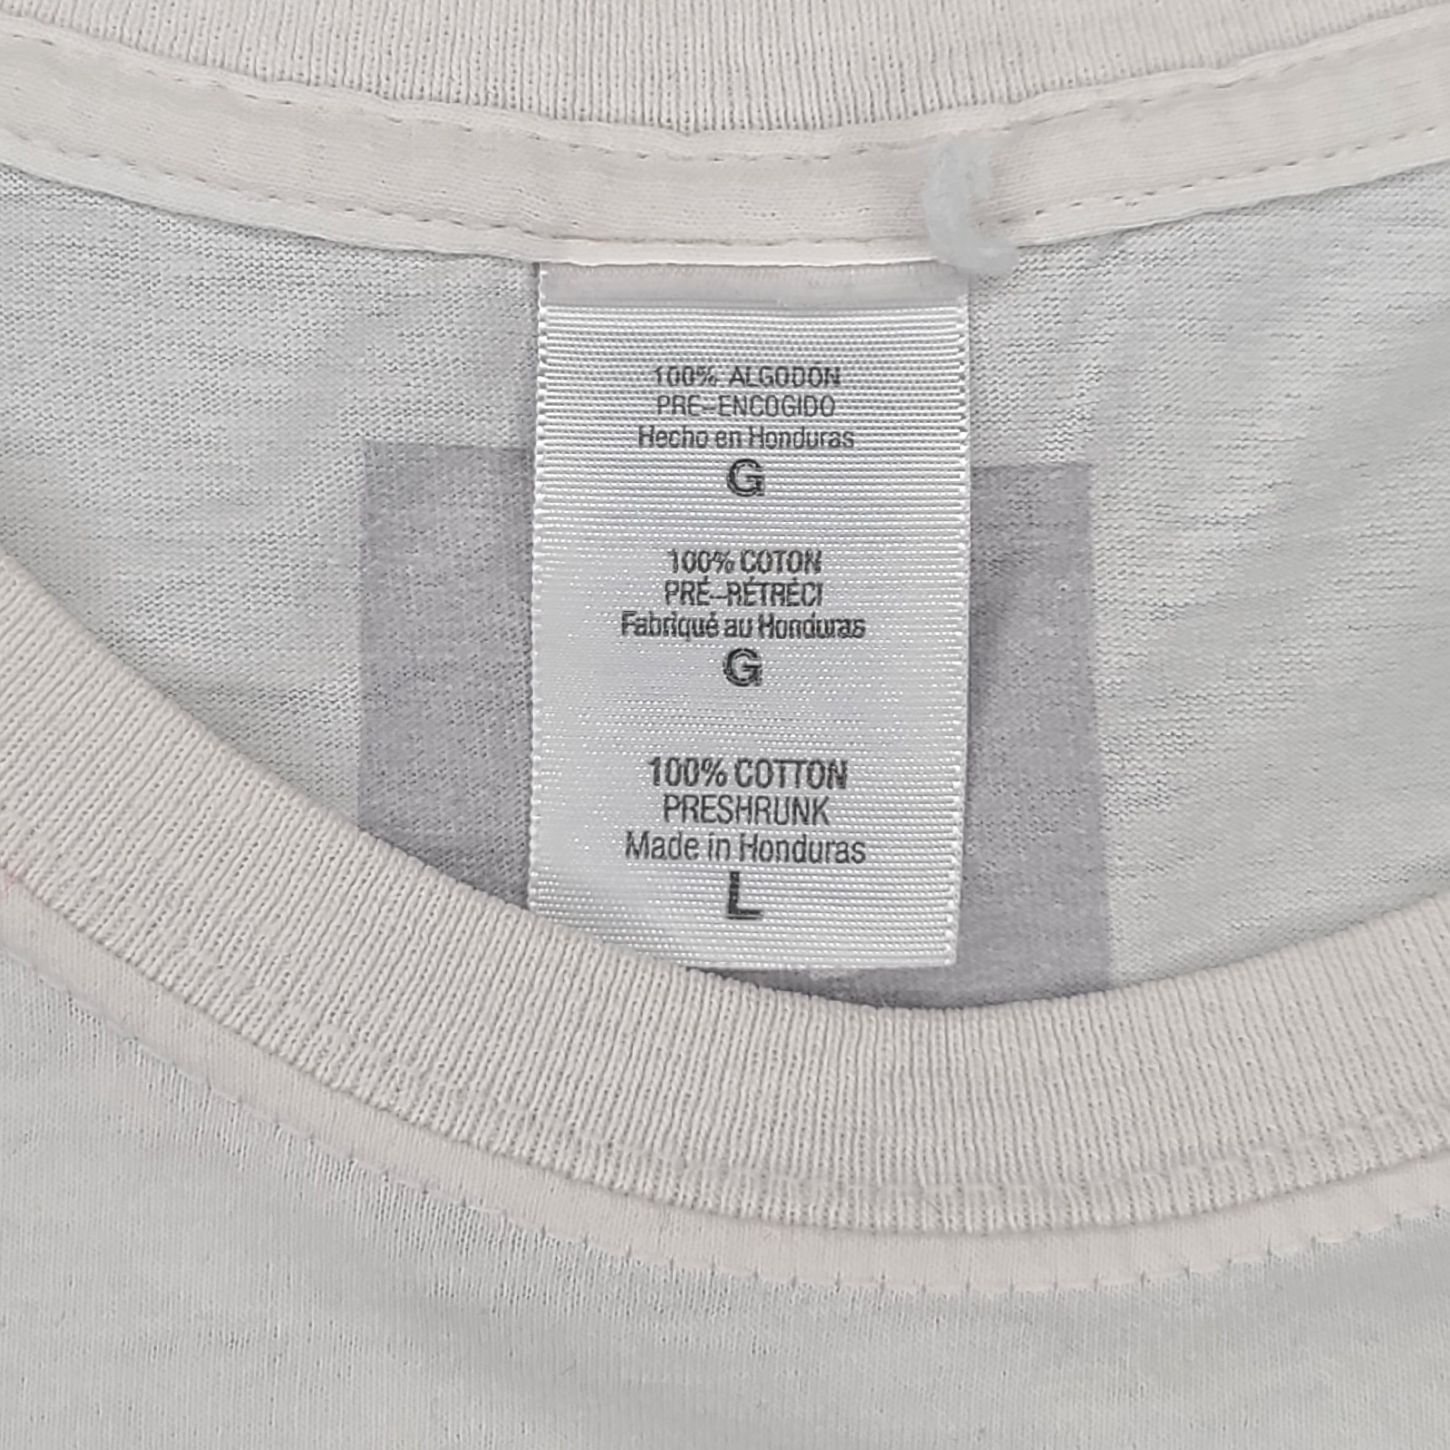 100% ALGODÓN
PRE–ENCOGIDO
Hecho en Honduras
G
100% COTON
PRÉ–RÉTRÉCI
Fabriqué au Honduras
G
100% COTTON
PRESHRUNK
Made in Honduras
L